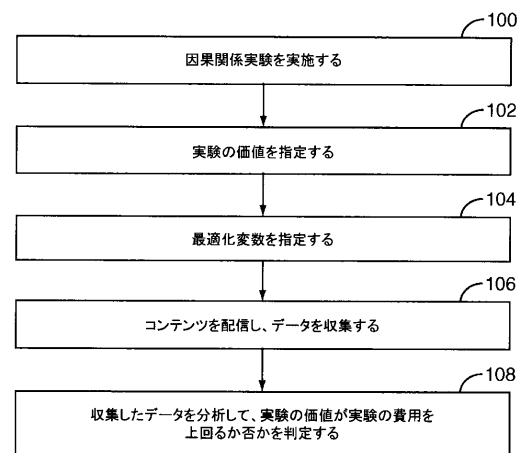 100
因果関係実験を実施する
102
実験の価値を指定する
104
最適化変数を指定する
106
コンテンツを配信し、データを収集する
108
収集したデータを分析して、実験の価値が実験の費用を
上回るか否かを判定する